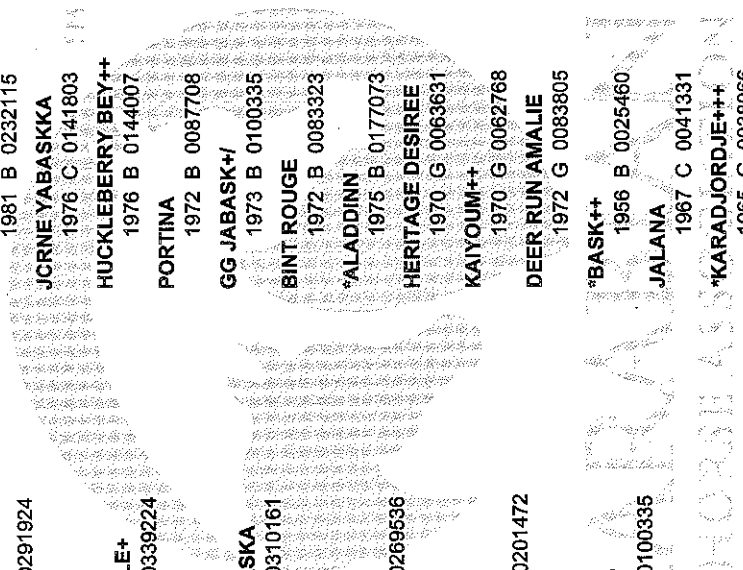 1981 B 0232115
JCRNE YABASKKA
1976 C 0141803
HUCKLEBERRY BEY++
1976 B 0144007
PORTINA
1972 B 0087708
GG JABASK+/
1973 B 0100335
BINT ROUGE
1972 B 0083323
*ALADDINN
1975 B 0177073
HERITAGE DESIREE
1970 G 0063631
KAIYOUM++
1970 G 0062768
DEER RUN AMALIE
1972 G 0083805
*BASK++
1956 B 0025460
JALANA
1967 C 0041331
*KARADJORDJE+++
0291924
LE+
0339224
SKA
0310161
0269536
0201472
0100335